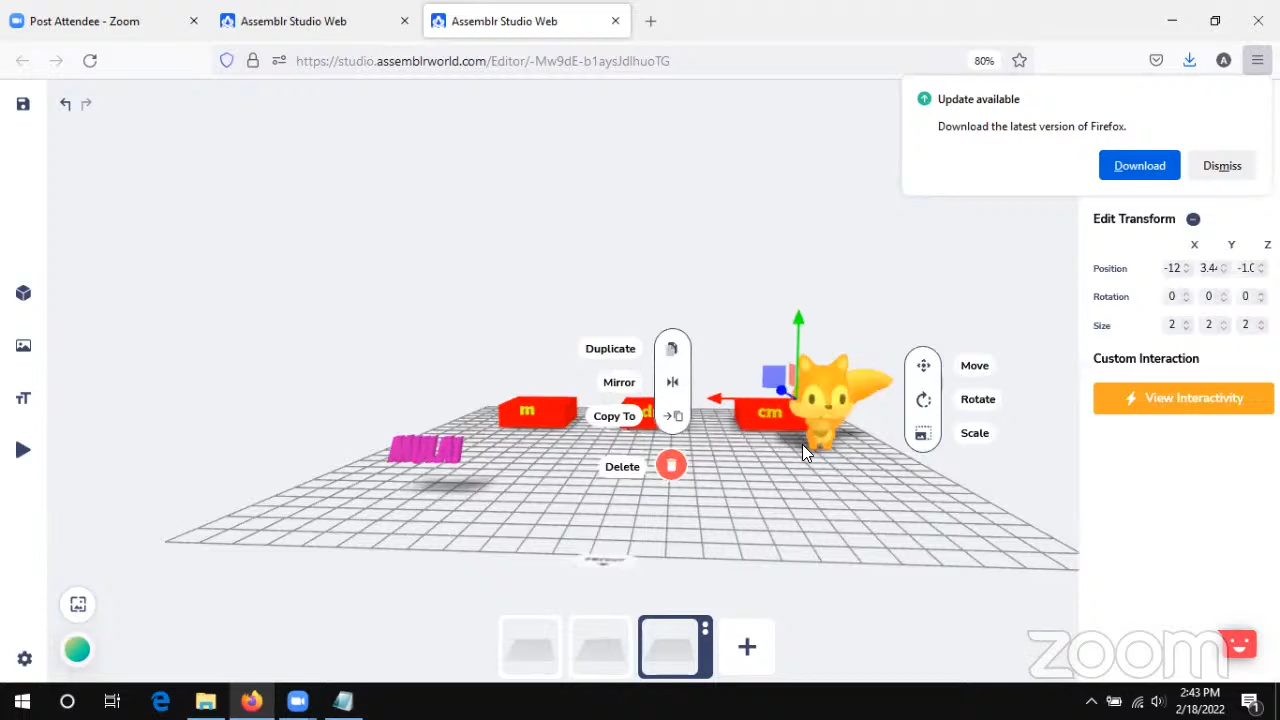 Post Attendee - Zoom
Assemblr Studio Web
Assemblr Studio Web
https://studio.assemblrworld.com/Editor/-Mw9dE-b1aysJdlhuoTG
80%
A
Update available
Download the latest version of Firefox.
Download
Dismiss
Edit Transform
X Y Z
Position -12 3.44 -1.0
Rotation 0 0 0
Size 2 2 2
Custom Interaction
View Interactivity
Duplicate
Mirror
Copy To
Delete
Move
Rotate
Scale
m
cm
zoom
2:43 PM
2/18/2022
1